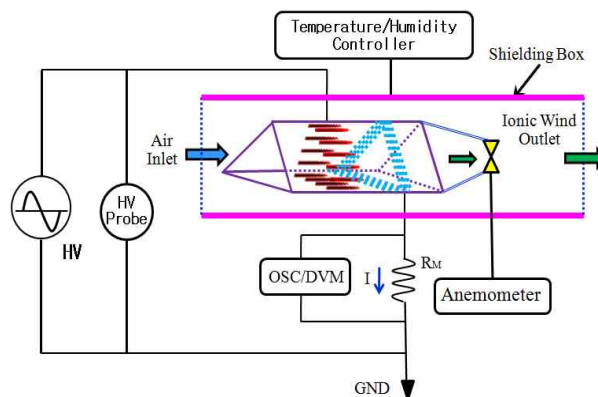 Temperature/Humidity
Controller
Shielding Box
Air
Inlet
Ionic Wind
Outlet
HV
HV
Probe
OSC/DVM
I
RM
Anemometer
GND